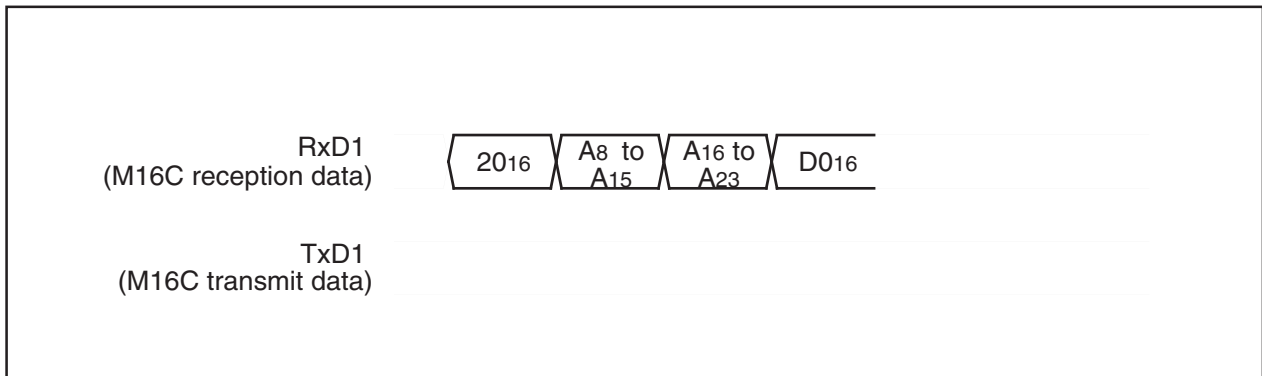 RxD1
(M16C reception data)
2016
A8 to
A15
A16 to
A23
D016
TxD1
(M16C transmit data)